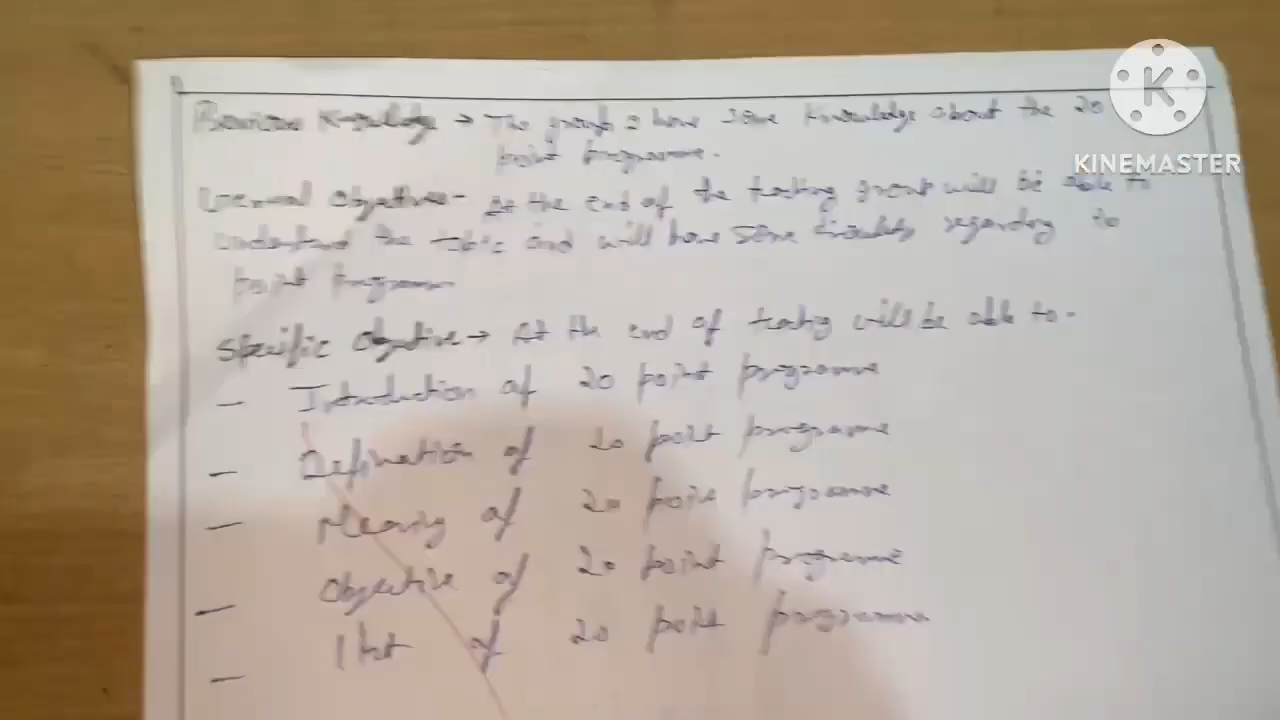 Previous Knowledge → The group have some knowledge about the 20
point programme.
General objectives - At the end of the teaching group will be able to
understand the topic and will have some knowledge regarding 20
point programme
Specific objective → At the end of teaching will be able to -
- Introduction of 20 point programme
- Defination of 20 point programme
- Meaning of 20 point programme
- Objective of 20 point programme
- List of 20 point programme
K
KINEMASTER